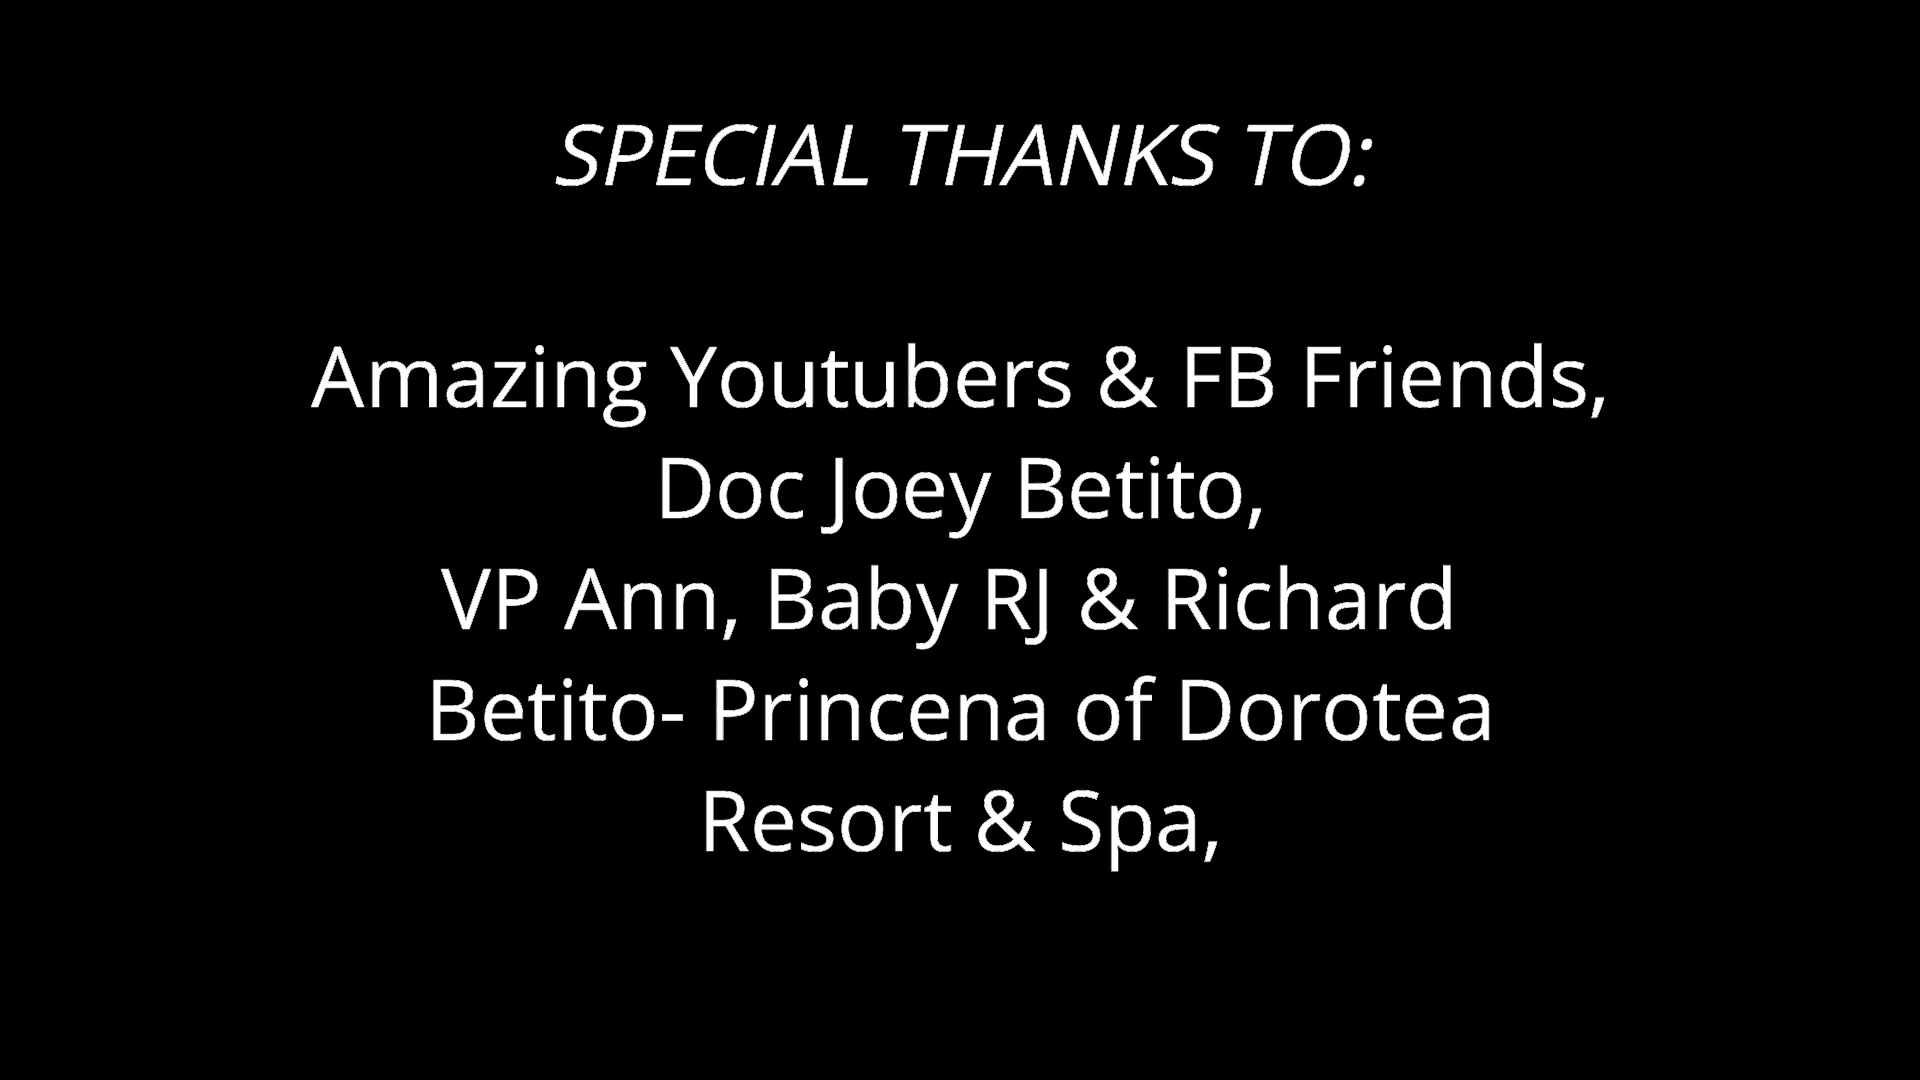 SPECIAL THANKS TO:
Amazing Youtubers & FB Friends,
Doc Joey Betito,
VP Ann, Baby RJ & Richard
Betito- Princena of Dorotea
Resort & Spa,